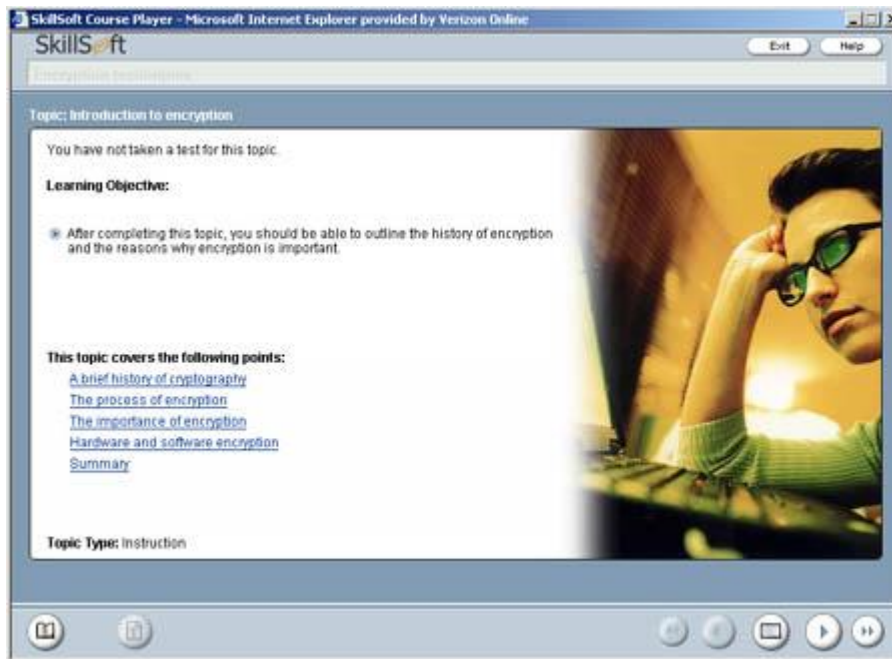 SkillSoft Course Player - Microsoft Internet Explorer provided by Verizon Online
SkillSoft
Exit
Help
Encryption techniques
Topic: Introduction to encryption
You have not taken a test for this topic.
Learning Objective:
After completing this topic, you should be able to outline the history of encryption
and the reasons why encryption is important.
This topic covers the following points:
A brief history of cryptography
The process of encryption
The importance of encryption
Hardware and software encryption
Summary
Topic Type: Instruction